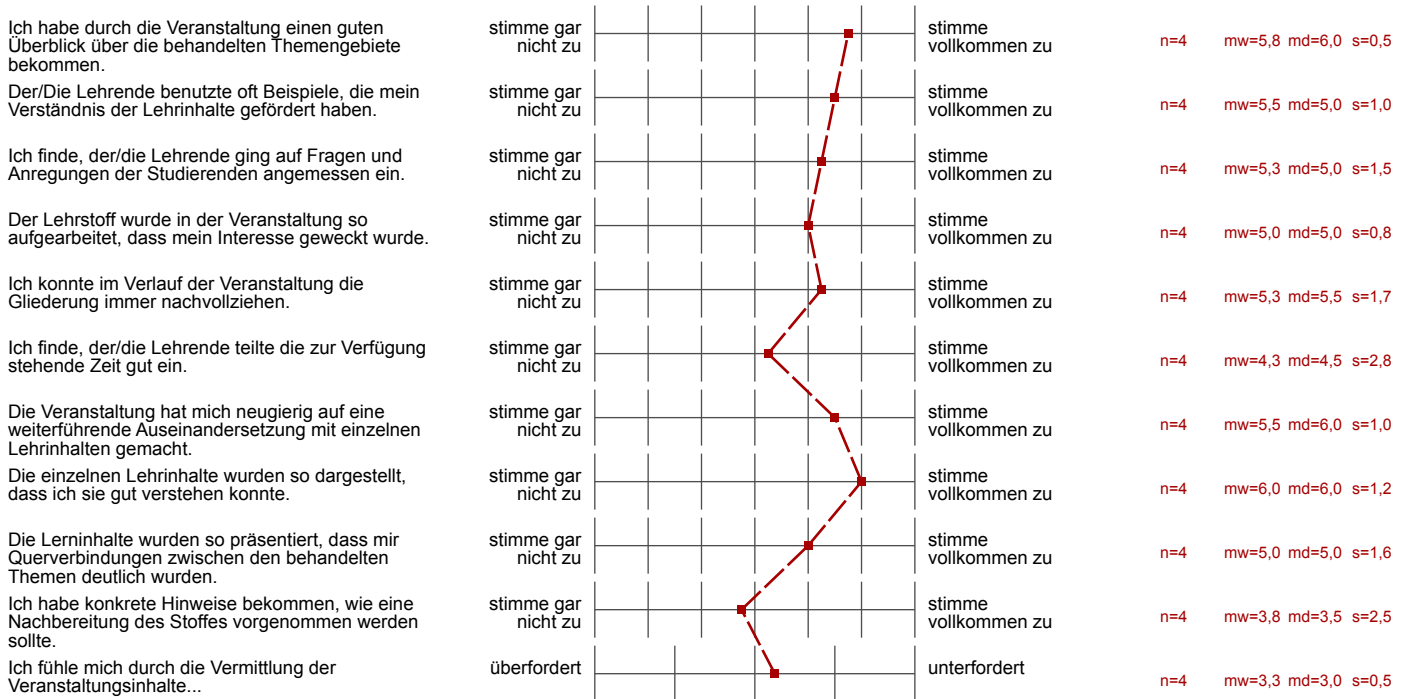 Ich habe durch die Veranstaltung einen guten
Überblick über die behandelten Themengebiete
bekommen.
stimme gar
nicht zu
stimme
vollkommen zu
n=4 mw=5,8 md=6,0 s=0,5
Der/Die Lehrende benutzte oft Beispiele, die mein
Verständnis der Lehrinhalte gefördert haben.
stimme gar
nicht zu
stimme
vollkommen zu
n=4 mw=5,5 md=5,0 s=1,0
Ich finde, der/die Lehrende ging auf Fragen und
Anregungen der Studierenden angemessen ein.
stimme gar
nicht zu
stimme
vollkommen zu
n=4 mw=5,3 md=5,0 s=1,5
Der Lehrstoff wurde in der Veranstaltung so
aufgearbeitet, dass mein Interesse geweckt wurde.
stimme gar
nicht zu
stimme
vollkommen zu
n=4 mw=5,0 md=5,0 s=0,8
Ich konnte im Verlauf der Veranstaltung die
Gliederung immer nachvollziehen.
stimme gar
nicht zu
stimme
vollkommen zu
n=4 mw=5,3 md=5,5 s=1,7
Ich finde, der/die Lehrende teilte die zur Verfügung
stehende Zeit gut ein.
stimme gar
nicht zu
stimme
vollkommen zu
n=4 mw=4,3 md=4,5 s=2,8
Die Veranstaltung hat mich neugierig auf eine
weiterführende Auseinandersetzung mit einzelnen
Lehrinhalten gemacht.
stimme gar
nicht zu
stimme
vollkommen zu
n=4 mw=5,5 md=6,0 s=1,0
Die einzelnen Lehrinhalte wurden so dargestellt,
dass ich sie gut verstehen konnte.
stimme gar
nicht zu
stimme
vollkommen zu
n=4 mw=6,0 md=6,0 s=1,2
Die Lerninhalte wurden so präsentiert, dass mir
Querverbindungen zwischen den behandelten
Themen deutlich wurden.
stimme gar
nicht zu
stimme
vollkommen zu
n=4 mw=5,0 md=5,0 s=1,6
Ich habe konkrete Hinweise bekommen, wie eine
Nachbereitung des Stoffes vorgenommen werden
sollte.
stimme gar
nicht zu
stimme
vollkommen zu
n=4 mw=3,8 md=3,5 s=2,5
Ich fühle mich durch die Vermittlung der
Veranstaltungsinhalte...
überfordert
unterfordert
n=4 mw=3,3 md=3,0 s=0,5